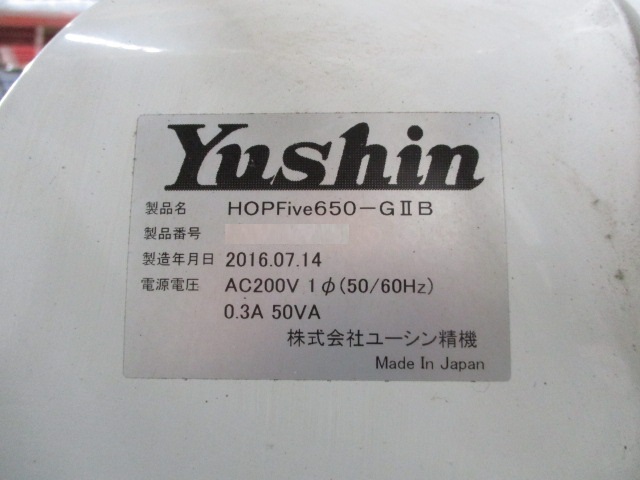 Yushin
製品名 HOPFive650-GⅡB
製品番号
製造年月日 2016.07.14
電源電圧 AC200V 1φ(50/60Hz)
0.3A 50VA
株式会社ユーシン精機
Made In Japan